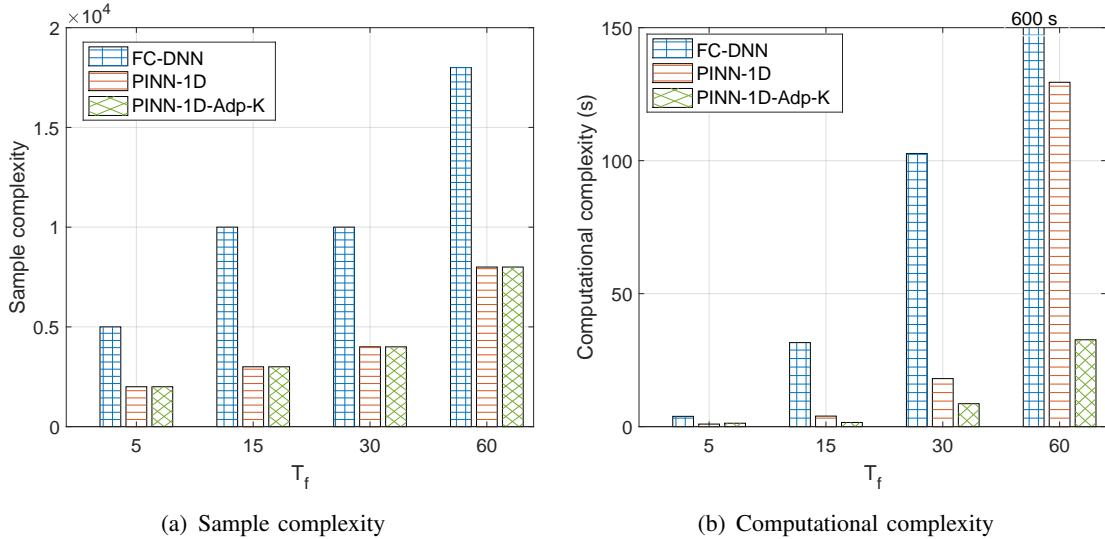 ×10⁴
2
1.5
1
0.5
0
Sample complexity
FC-DNN
PINN-1D
PINN-1D-Adp-K
5 15 30 60
T_f
(a) Sample complexity
600 s
150
100
50
0
Computational complexity (s)
FC-DNN
PINN-1D
PINN-1D-Adp-K
5 15 30 60
T_f
(b) Computational complexity